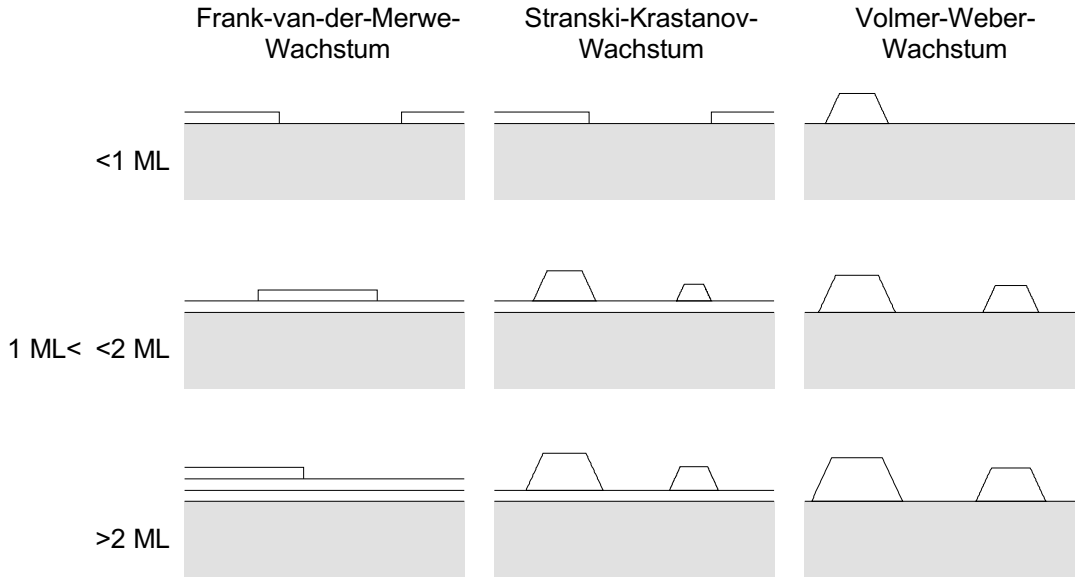 Frank-van-der-Merwe-
Wachstum
Stranski-Krastanov-
Wachstum
Volmer-Weber-
Wachstum
<1 ML
1 ML< <2 ML
>2 ML